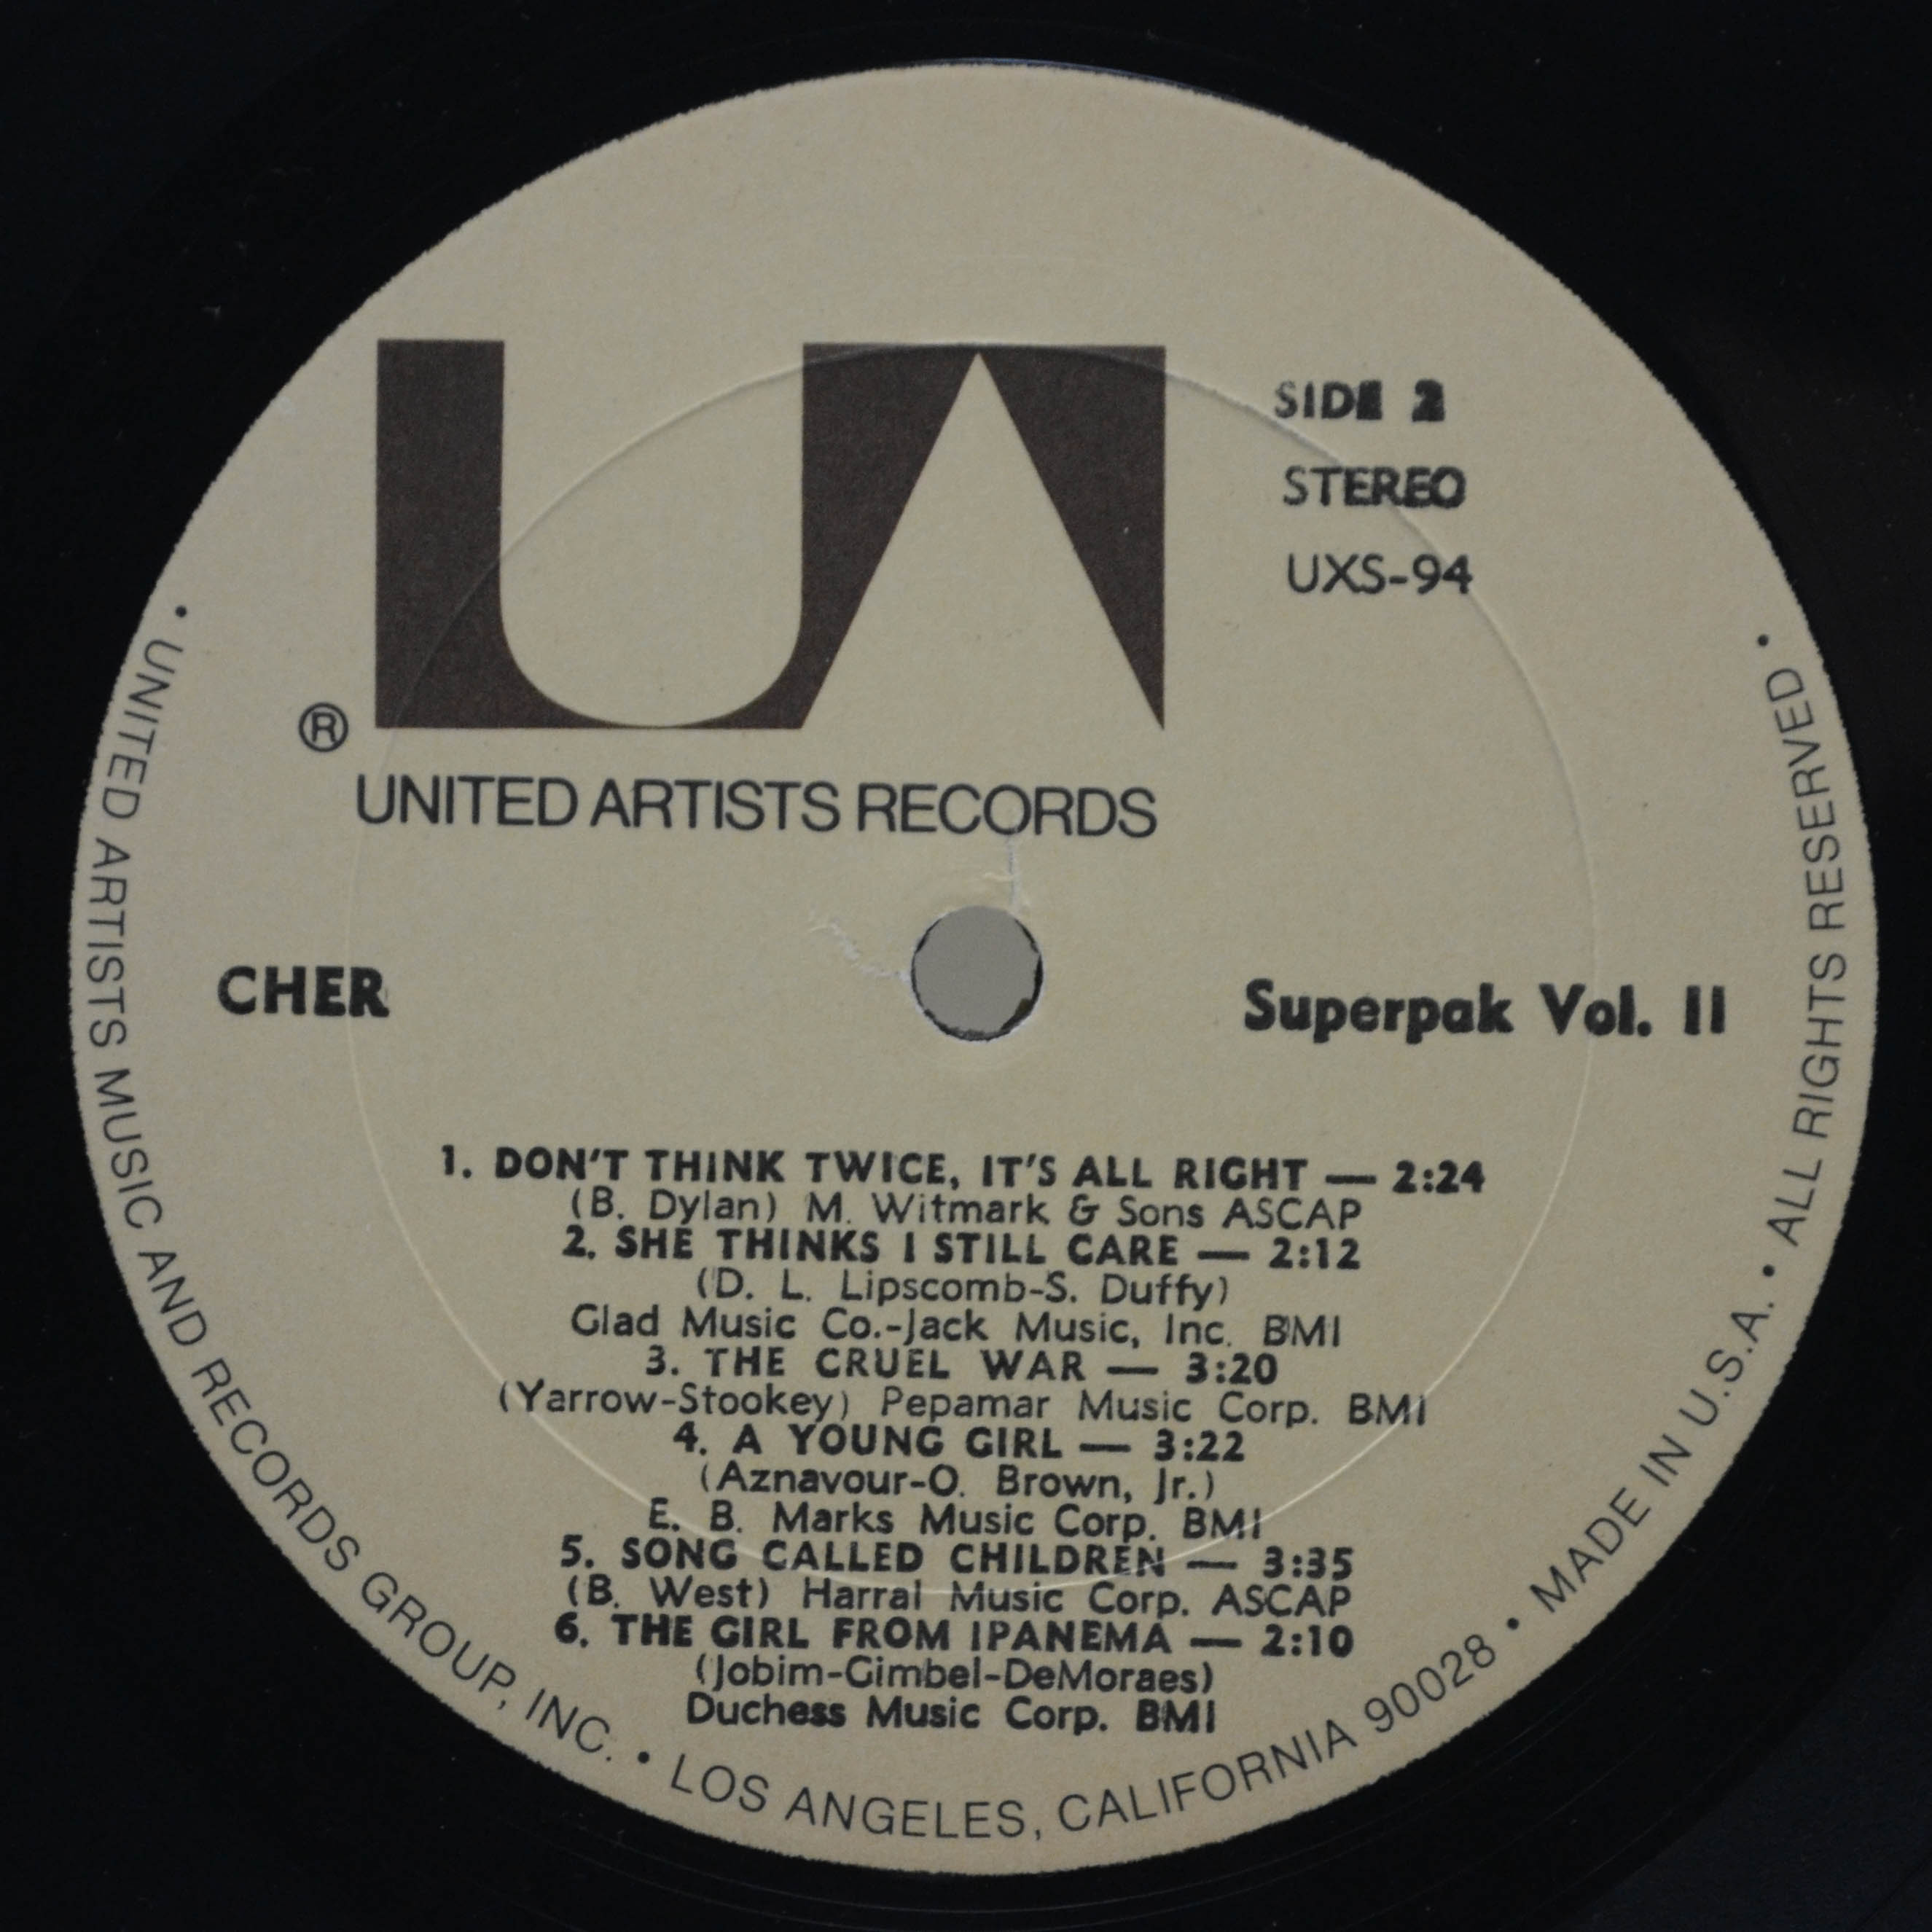 UA
SIDE 2
STEREO
UXS-94
®
UNITED ARTISTS RECORDS
CHER
Superpak Vol. II
1. DON'T THINK TWICE, IT'S ALL RIGHT — 2:24
(B. Dylan) M. Witmark & Sons ASCAP
2. SHE THINKS I STILL CARE — 2:12
(D. L. Lipscomb-S. Duffy)
Glad Music Co.-Jack Music, Inc. BMI
3. THE CRUEL WAR — 3:20
(Yarrow-Stookey) Pepamar Music Corp. BMI
4. A YOUNG GIRL — 3:22
(Aznavour-O. Brown, Jr.)
E. B. Marks Music Corp. BMI
5. SONG CALLED CHILDREN — 3:35
(B. West) Harral Music Corp. ASCAP
6. THE GIRL FROM IPANEMA — 2:10
(Jobim-Gimbel-DeMoraes)
Duchess Music Corp. BMI
• UNITED ARTISTS MUSIC AND RECORDS GROUP, INC. • LOS ANGELES, CALIFORNIA 90028 • MADE IN U.S.A. • ALL RIGHTS RESERVED •